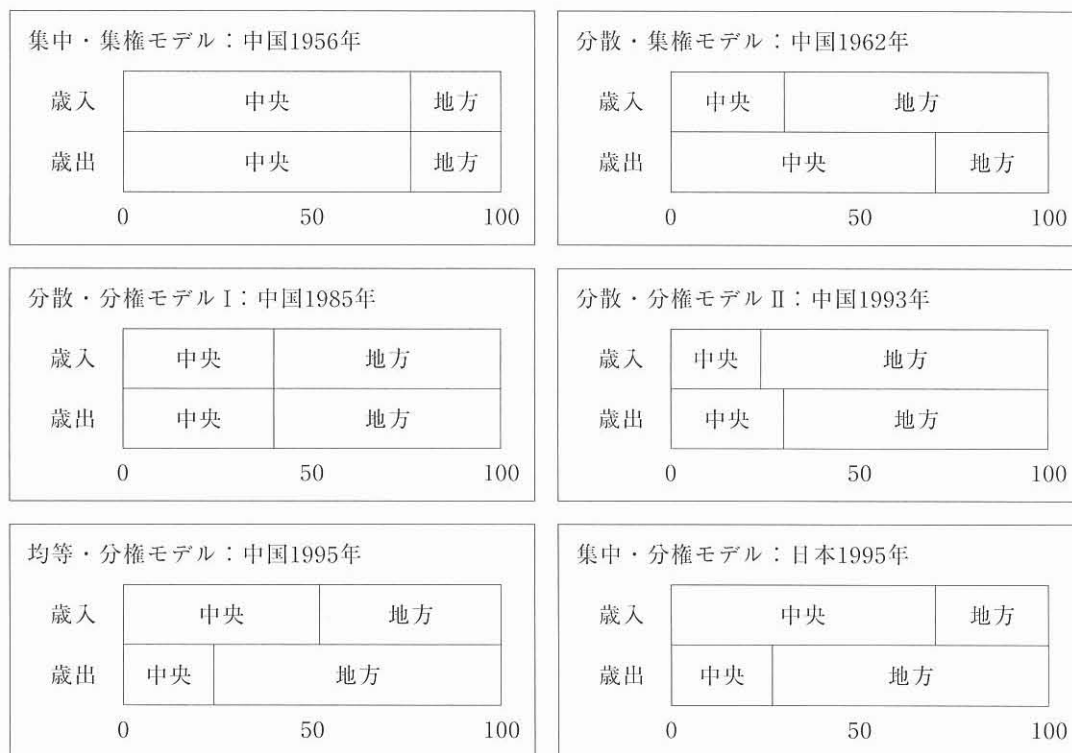 集中・集権モデル：中国1956年
歳入 中央 地方
歳出 中央 地方
0 50 100
分散・集権モデル：中国1962年
歳入 中央 地方
歳出 中央 地方
0 50 100
分散・分権モデルⅠ：中国1985年
歳入 中央 地方
歳出 中央 地方
0 50 100
分散・分権モデルⅡ：中国1993年
歳入 中央 地方
歳出 中央 地方
0 50 100
均等・分権モデル：中国1995年
歳入 中央 地方
歳出 中央 地方
0 50 100
集中・分権モデル：日本1995年
歳入 中央 地方
歳出 中央 地方
0 50 100